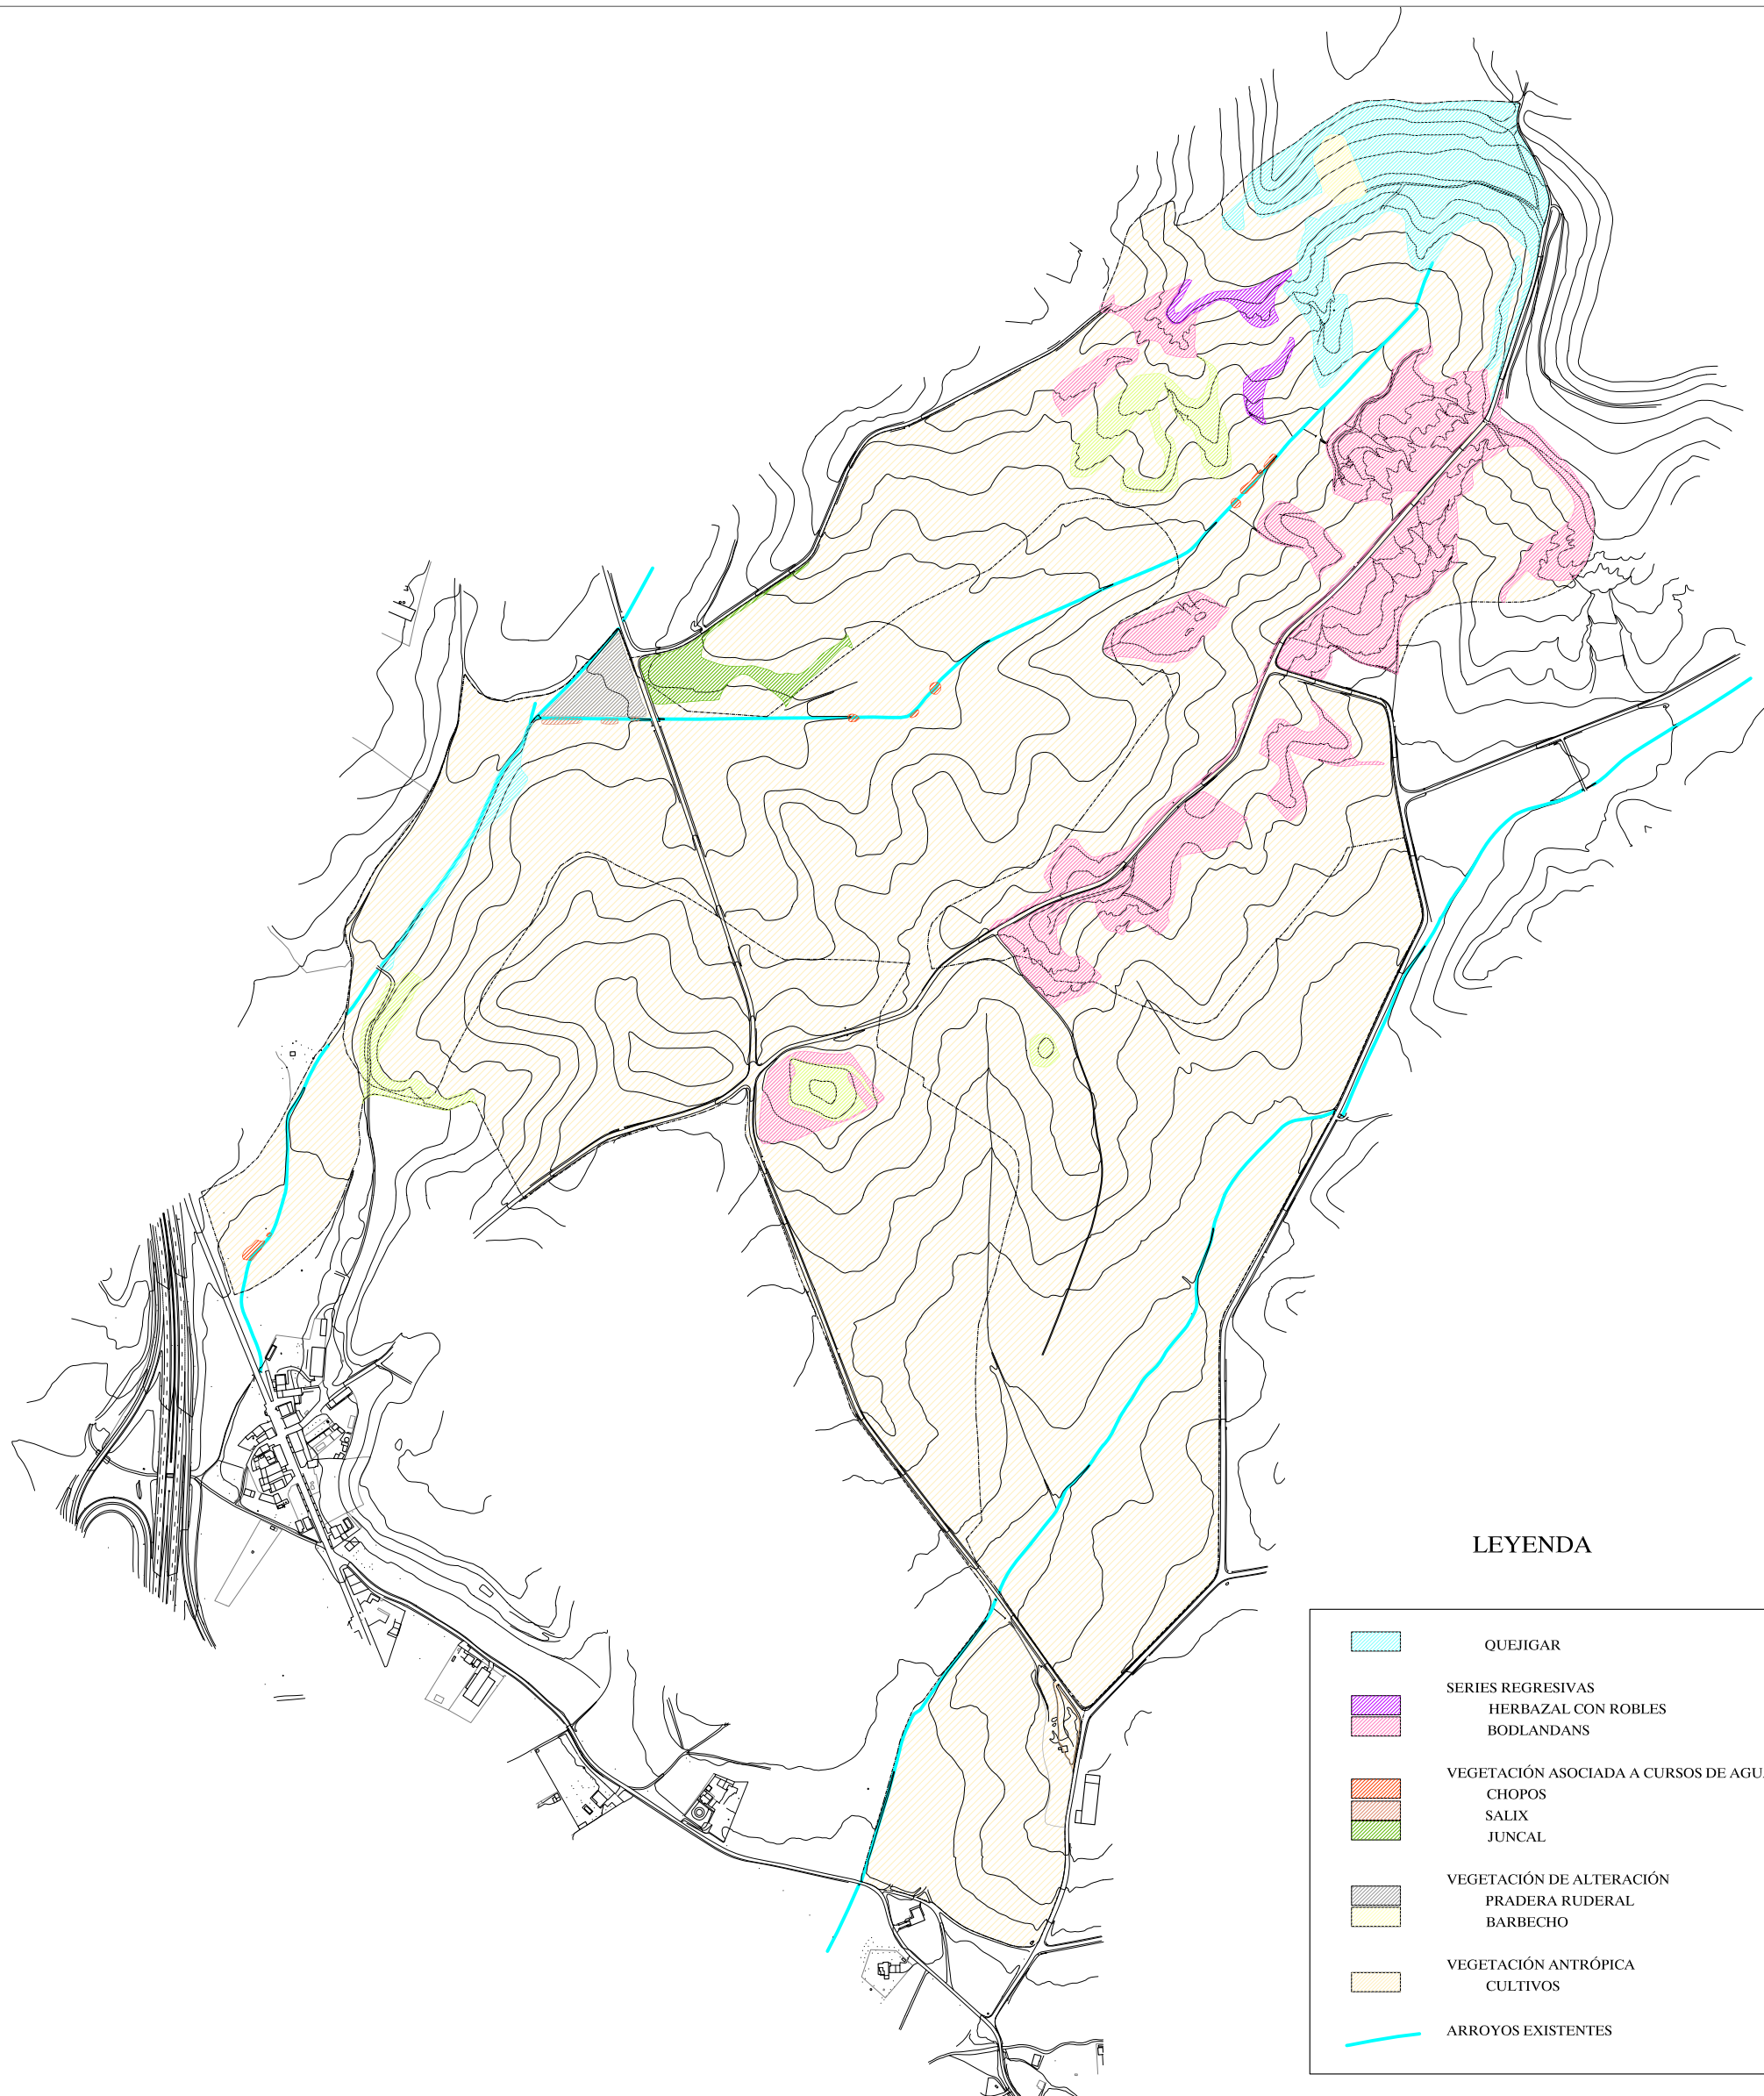 LEYENDA
QUEJIGAR
SERIES REGRESIVAS
HERBAZAL CON ROBLES
BODLANDANS
VEGETACIÓN ASOCIADA A CURSOS DE AGU
CHOPOS
SALIX
JUNCAL
VEGETACIÓN DE ALTERACIÓN
PRADERA RUDERAL
BARBECHO
VEGETACIÓN ANTRÓPICA
CULTIVOS
ARROYOS EXISTENTES